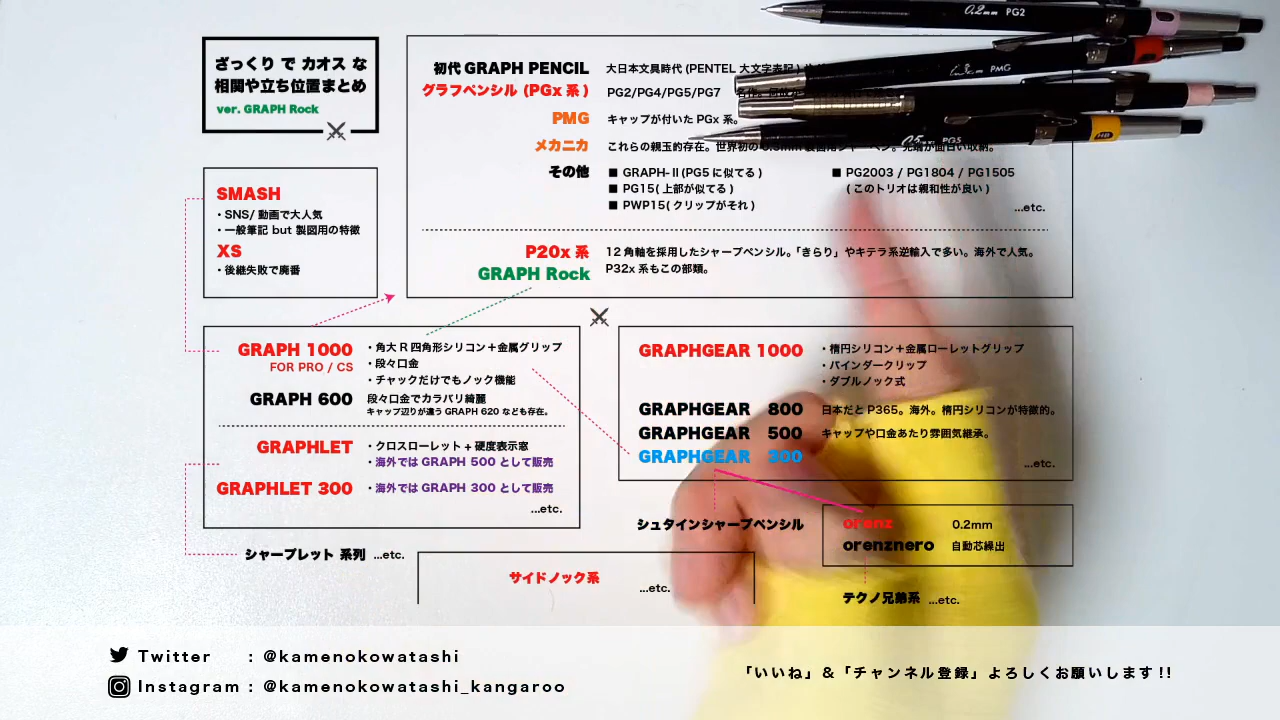 ざっくり で カオス な
相関や立ち位置まとめ
ver. GRAPH Rock
初代 GRAPH PENCIL 大日本文具時代 (PENTEL 大文字表記)
グラフペンシル (PGx 系) PG2/PG4/PG5/PG7
PMG キャップが付いた PGx 系。
メカニカ これらの親玉的存在。世界初の 0.5mm 製図用シャーペン。先端が面白い収納。
その他
■ GRAPH-Ⅱ(PG5 に似てる)
■ PG15(上部が似てる)
■ PWP15(クリップがそれ)
■ PG2003 / PG1804 / PG1505
(このトリオは親和性が良い)
...etc.
P20x 系 12 角軸を採用したシャープペンシル。「きらり」やキテラ系逆輸入で多い。海外で人気。
GRAPH Rock P32x 系もこの部類。
SMASH
・SNS/ 動画で大人気
・一般筆記 but 製図用の特徴
XS
・後継失敗で廃番
GRAPH 1000
FOR PRO / CS
・角大 R 四角形シリコン+金属グリップ
・段々口金
・チャックだけでもノック機能
GRAPH 600 段々口金でカラバリ綺麗
キャップ辺りが違う GRAPH 620 なども存在。
GRAPHLET ・クロスローレット + 硬度表示窓
・海外では GRAPH 500 として販売
GRAPHLET 300 ・海外では GRAPH 300 として販売
...etc.
シャープレット 系列 ...etc.
サイドノック系
...etc.
GRAPHGEAR 1000 ・楕円シリコン+金属ローレットグリップ
・バインダークリップ
・ダブルノック式
GRAPHGEAR 800 日本だと P365。海外。楕円シリコンが特徴的。
GRAPHGEAR 500 キャップや口金あたり雰囲気継承。
GRAPHGEAR 300
...etc.
シュタインシャープペンシル
orenz 0.2mm
orenznero 自動芯繰出
テクノ兄弟系 ...etc.
0.2mm PG2
PMG
0.5mm PG5
HB
Twitter : @kamenokowatashi
Instagram : @kamenokowatashi_kangaroo
「いいね」&「チャンネル登録」よろしくお願いします!!